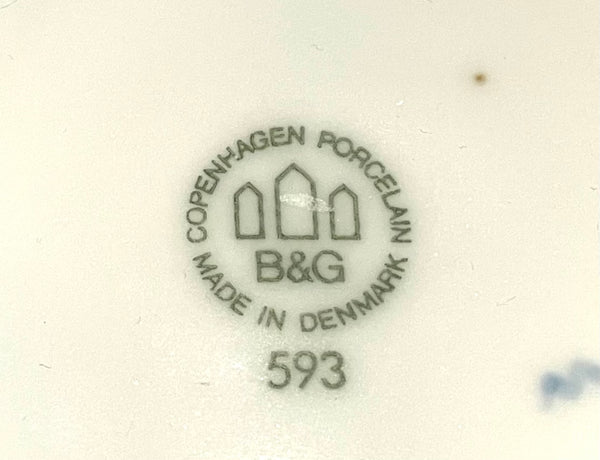 COPENHAGEN PORCELAIN
B&G
MADE IN DENMARK
593